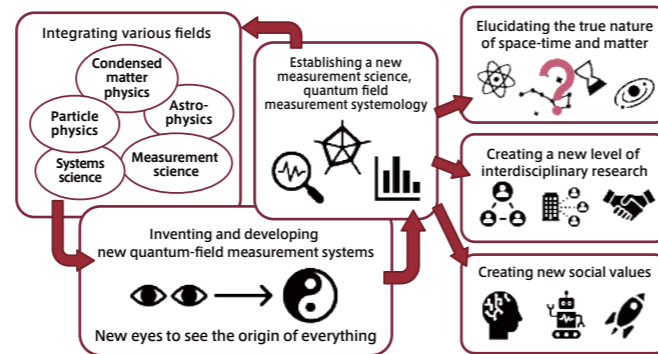 Integrating various fields
Condensed
matter
physics
Astro-
physics
Particle
physics
Systems
science
Measurement
science
Establishing a new
measurement science,
quantum field
measurement systemology
Inventing and developing
new quantum-field measurement systems
New eyes to see the origin of everything
Elucidating the true nature
of space-time and matter
?
Creating a new level of
interdisciplinary research
Creating new social values